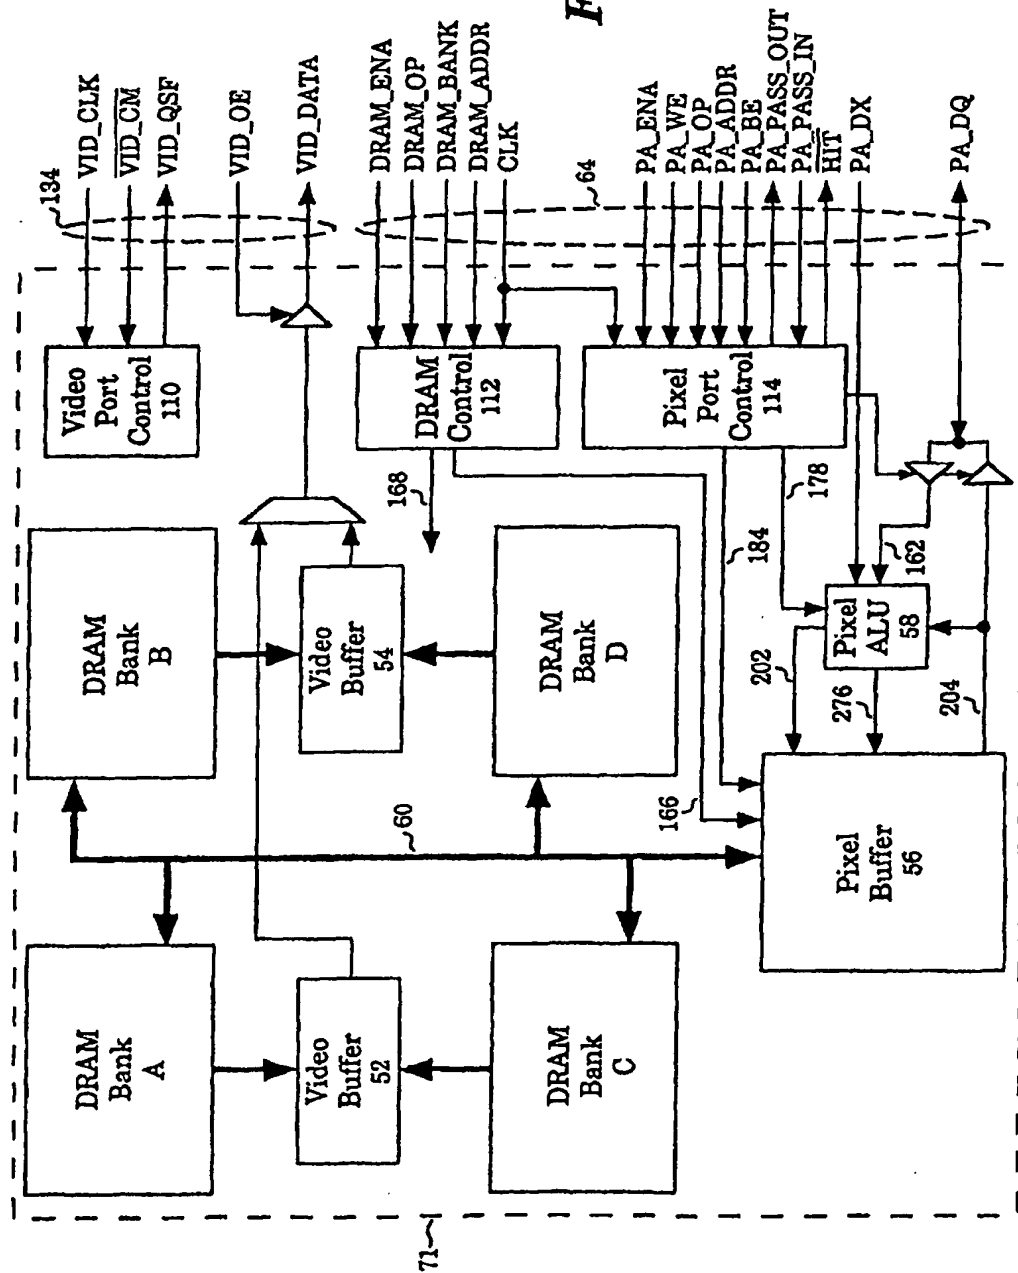 F
134
VID_CLK
VID_CM
VID_QSF
VID_OE
VID_DATA
DRAM_ENA
DRAM_OP
DRAM_BANK
DRAM_ADDR
CLK
64
PA_ENA
PA_WE
PA_OP
PA_ADDR
PA_BE
PA_PASS_OUT
PA_PASS_IN
HIT
PA_DX
PA_DQ
Video
Port
Control
110
DRAM
Control
112
Pixel
Port
Control
114
168
178
184
162
DRAM
Bank
B
Video
Buffer
54
DRAM
Bank
D
Pixel
ALU
58
202
276
204
166
60
DRAM
Bank
A
Video
Buffer
52
DRAM
Bank
C
Pixel
Buffer
56
71